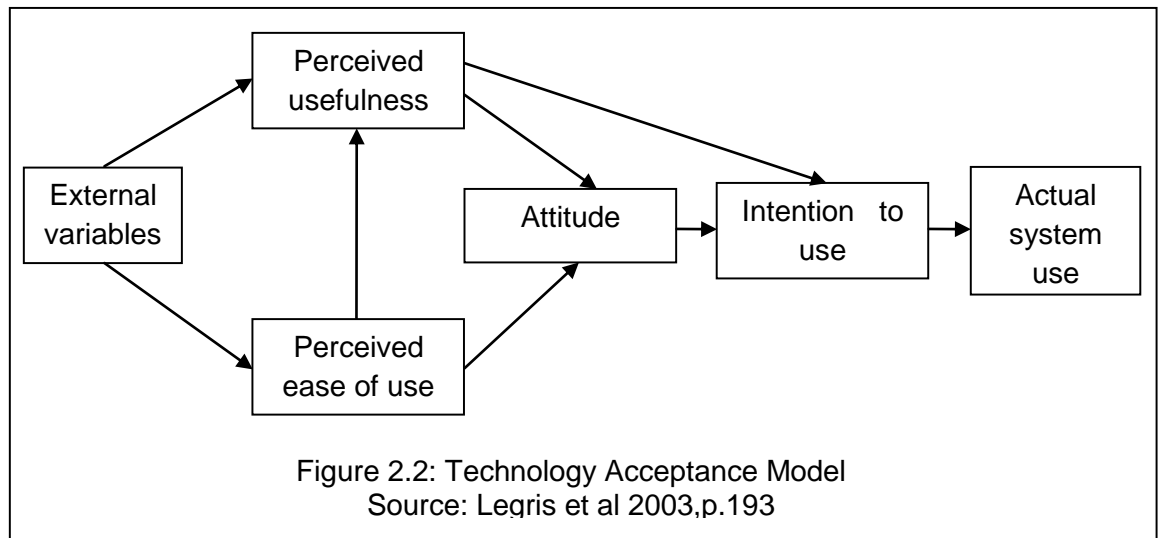 Perceived
usefulness
External
variables
Attitude
Intention to
use
Actual
system
use
Perceived
ease of use
Figure 2.2: Technology Acceptance Model
Source: Legris et al 2003,p.193